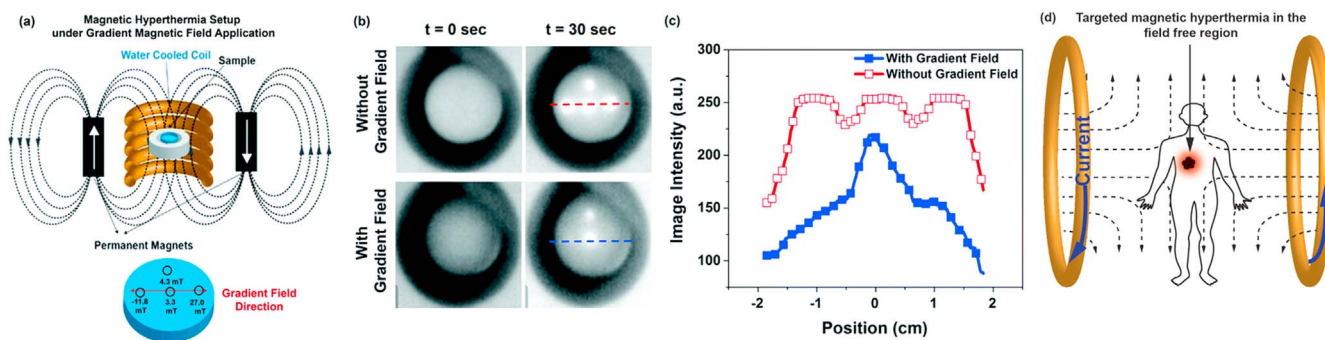 (a)
Magnetic Hyperthermia Setup
under Gradient Magnetic Field Application
Water Cooled Coil
Sample
Permanent Magnets
4.3 mT
-11.8
mT
3.3
mT
27.0
mT
Gradient Field
Direction
(b)
t = 0 sec
t = 30 sec
Without
Gradient Field
With
Gradient Field
(c)
300
250
200
150
100
Image Intensity (a.u.)
With Gradient Field
Without Gradient Field
-2
-1
0
1
2
Position (cm)
(d)
Targeted magnetic hyperthermia in the
field free region
Current